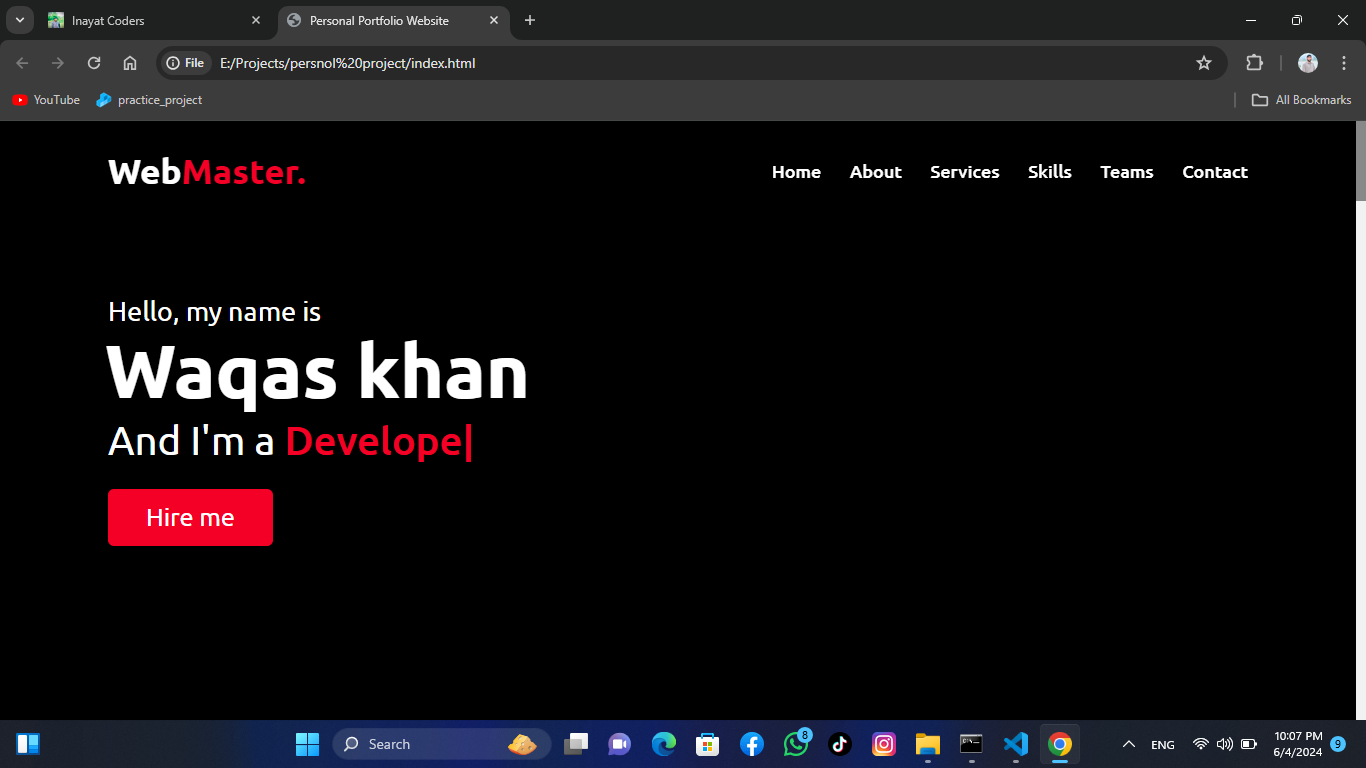 Inayat Coders
Personal Portfolio Website
File E:/Projects/persnol%20project/index.html
YouTube practice_project All Bookmarks
WebMaster. Home About Services Skills Teams Contact
Hello, my name is
Waqas khan
And I'm a Develope|
Hire me
Search 8 ENG 10:07 PM 9
6/4/2024